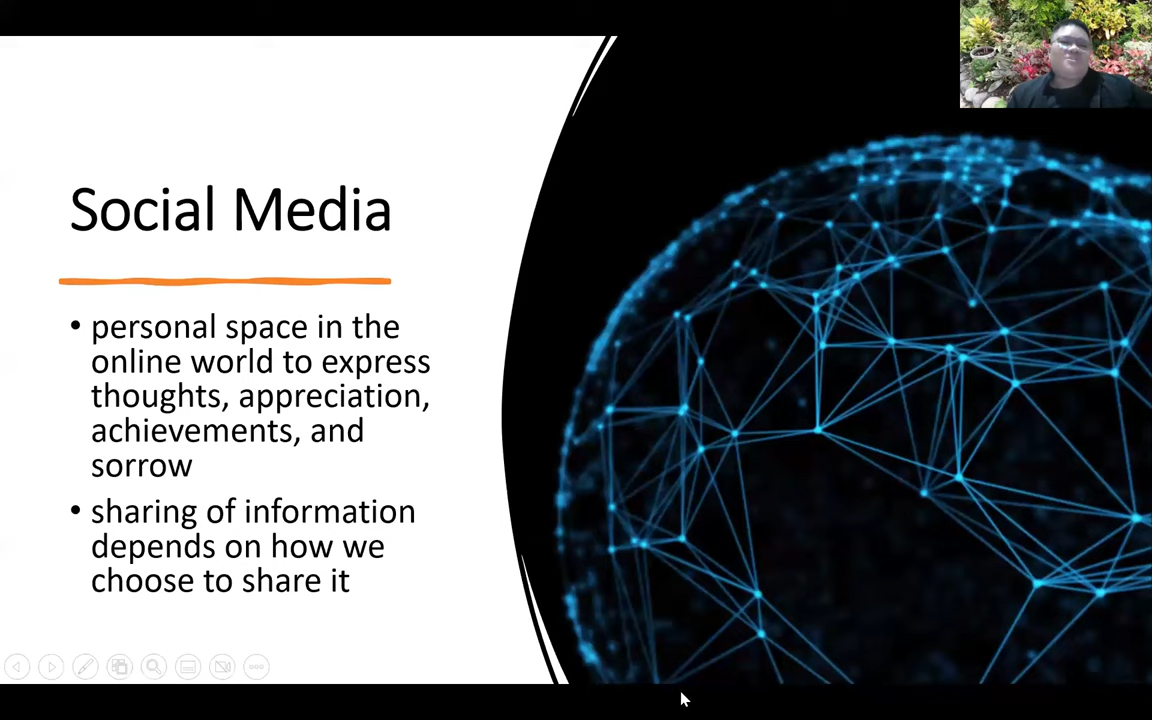 Social Media
• personal space in the
online world to express
thoughts, appreciation,
achievements, and
sorrow
• sharing of information
depends on how we
choose to share it